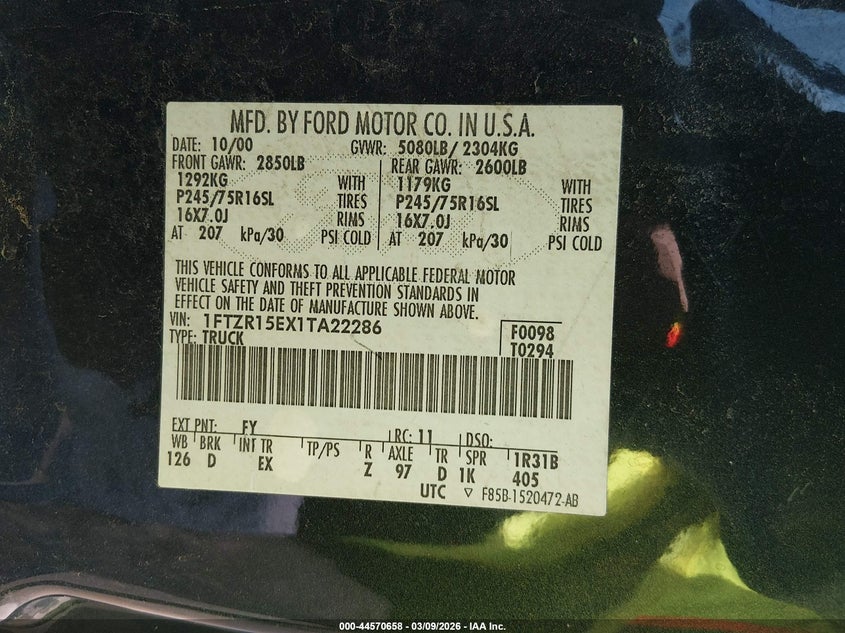 MFD. BY FORD MOTOR CO. IN U.S.A.
DATE: 10/00 GVWR: 5080LB/ 2304KG
FRONT GAWR: 2850LB REAR GAWR: 2600LB
1292KG WITH 1179KG WITH
P245/75R16SL TIRES P245/75R16SL TIRES
16X7.0J RIMS 16X7.0J RIMS
AT 207 kPa/30 PSI COLD AT 207 kPa/30 PSI COLD
THIS VEHICLE CONFORMS TO ALL APPLICABLE FEDERAL MOTOR
VEHICLE SAFETY AND THEFT PREVENTION STANDARDS IN
EFFECT ON THE DATE OF MANUFACTURE SHOWN ABOVE.
VIN: 1FTZR15EX1TA22286 F0098
TYPE: TRUCK T0294
EXT PNT: FY RC: 11 DSO:
WB BRK INT TR TP/PS R AXLE TR SPR 1R31B
126 D EX Z 97 D 1K 405
UTC ▽ F85B-1520472-AB
000-44570658 - 03/09/2026 - IAA Inc.